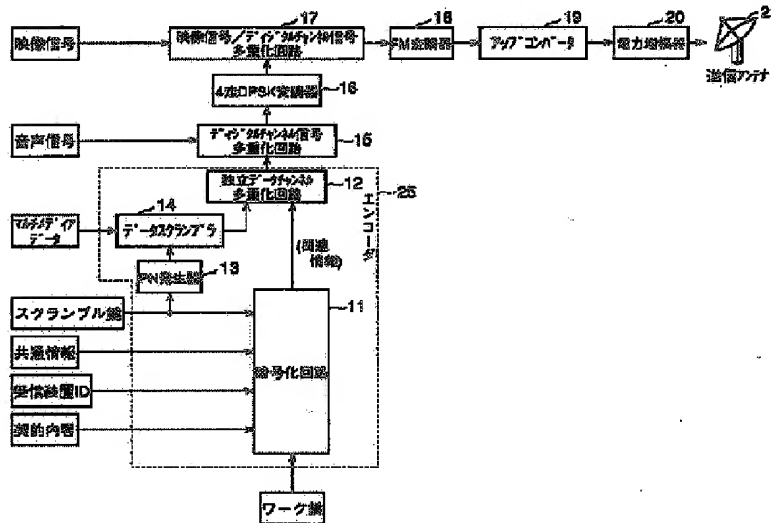 17
18
19
20
2
映像信号
映像信号/ディジタルチャンネル信号
多重化回路
FM変調器
アップコンバータ
電力増幅器
送信アンテナ
16
4相DPSK変調器
音声信号
ディジタルチャンネル信号
多重化回路
15
独立データチャンネル
多重化回路
12
25
エンコーダ
14
マルチメディア
データ
データスクランブラ
(関連
情報)
PN発生器
13
11
スクランブル鍵
共通情報
暗号化回路
受信装置ID
契約内容
ワーク鍵